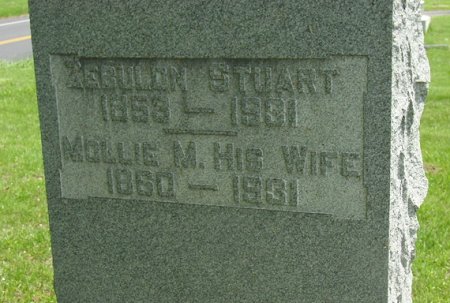 ZEBULON STUART
1853 – 1931
MOLLIE M. HIS WIFE
1860 – 1931